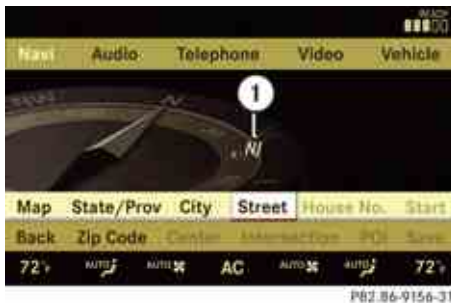 READY
Navi Audio Telephone Video Vehicle
1
N
Map State/Prov City Street House No. Start
Back Zip Code Center Intersection POI Save
72°F AUTO AUTO AC AUTO AUTO 72°F
P82.86-9156-31